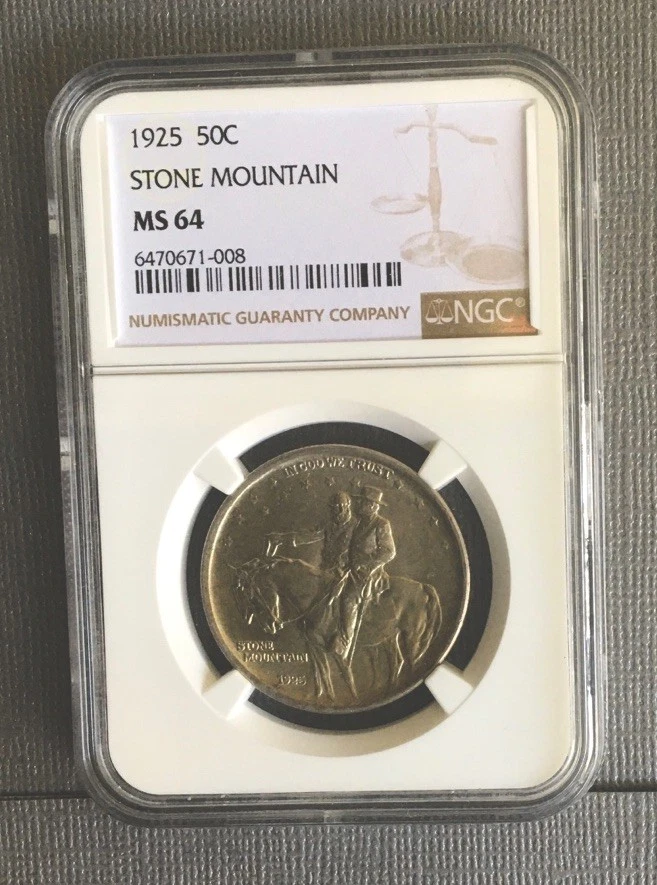 1925 50C
STONE MOUNTAIN
MS 64
6470671-008
NUMISMATIC GUARANTY COMPANY NGC®
IN GOD WE TRUST
STONE
MOUNTAIN
1925